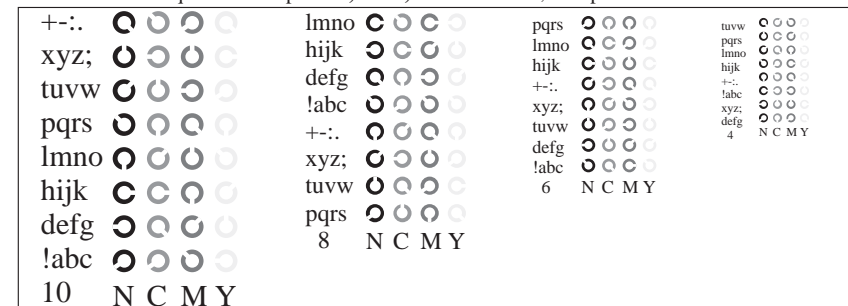 +-:.
xyz;
tuvw
pqrs
lmno
hijk
defg
!abc
10 N C M Y
lmno
hijk
defg
!abc
+-:.
xyz;
tuvw
pqrs
8 N C M Y
pqrs
lmno
hijk
+-:.
xyz;
tuvw
defg
!abc
6 N C M Y
tuvw
pqrs
lmno
hijk
+-:.
!abc
xyz;
defg
4 N C M Y